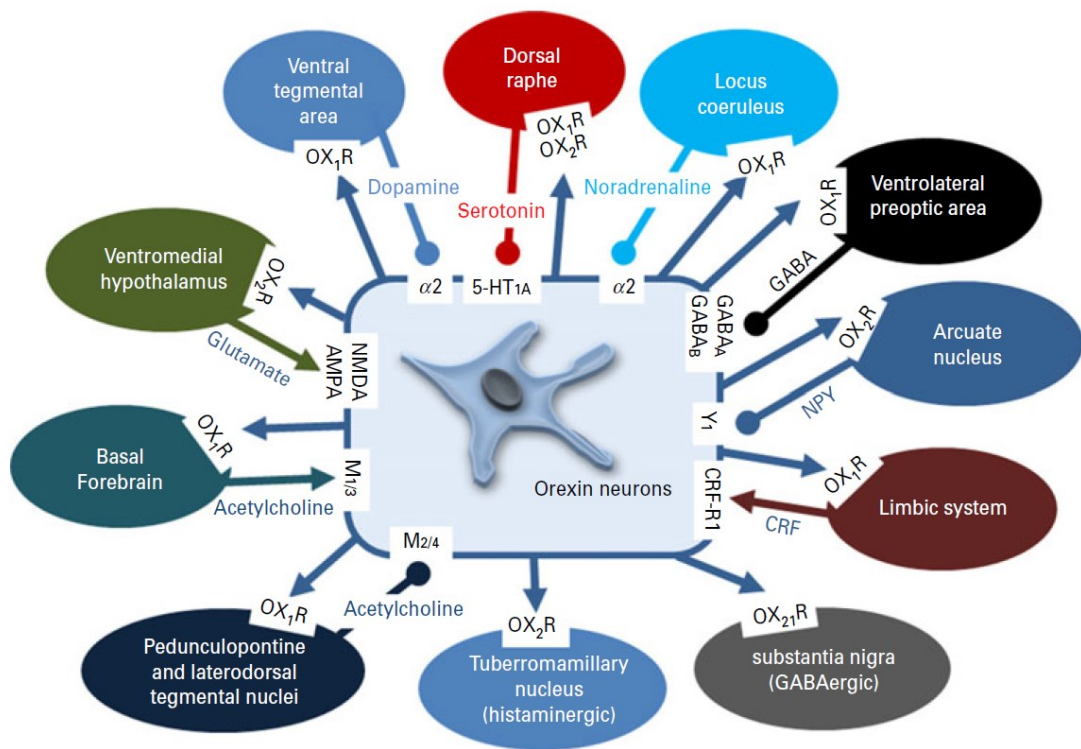 Ventral
tegmental
area
OX₁R
Dopamine
α2
Dorsal
raphe
OX₁R
OX₂R
Serotonin
5-HT₁A
Locus
coeruleus
OX₁R
Noradrenaline
α2
Ventrolateral
preoptic area
OX₁R
GABA
GABA_A
GABA_B
Ventromedial
hypothalamus
OX₂R
Glutamate
NMDA
AMPA
Arcuate
nucleus
OX₂R
NPY
Y₁
Basal
Forebrain
OX₁R
Acetylcholine
M₁/₃
Orexin neurons
Limbic system
OX₁R
CRF
CRF-R1
M₂/₄
Acetylcholine
OX₁R
Pedunculopontine
and laterodorsal
tegmental nuclei
OX₂R
Tuberromamillary
nucleus
(histaminergic)
OX₂₁R
substantia nigra
(GABAergic)